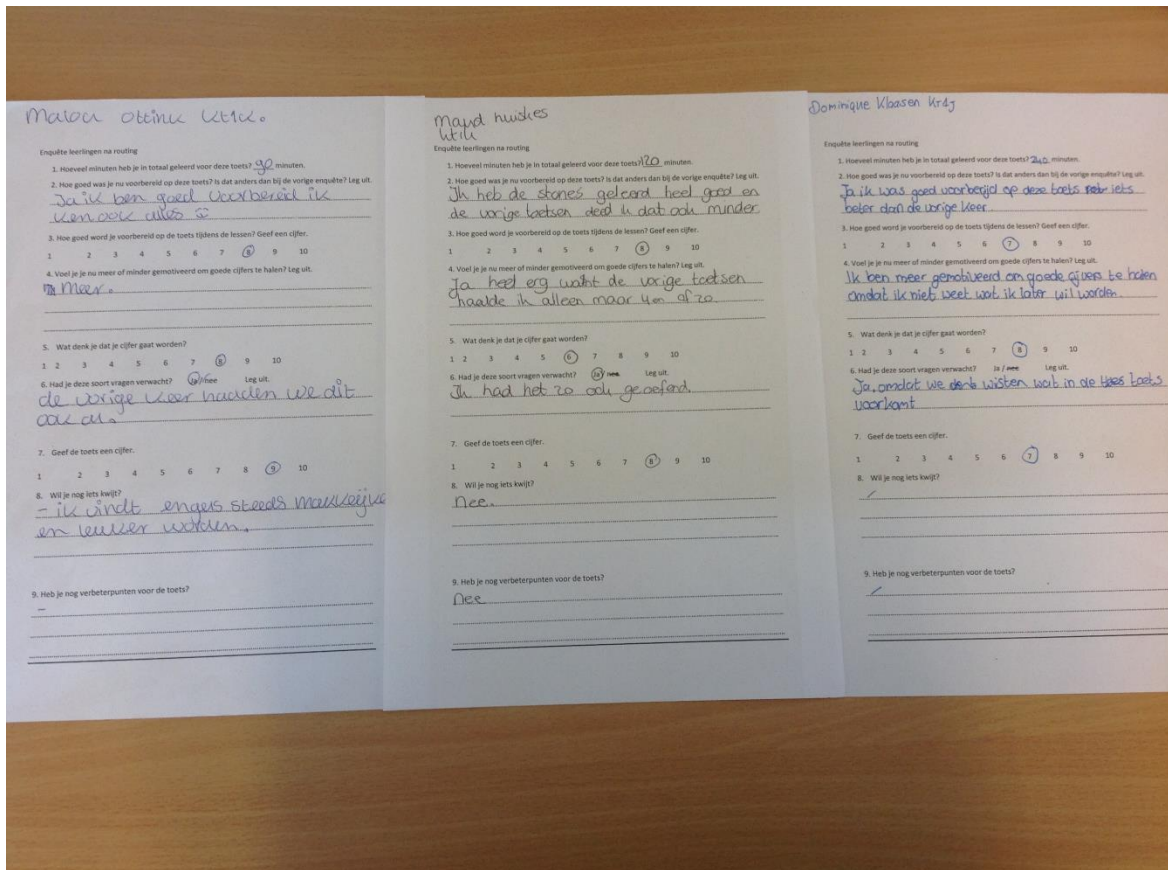 Malou Ottink kt1k.
Enquête leerlingen na routing
1. Hoeveel minuten heb je in totaal geleerd voor deze toets? 90 minuten.
2. Hoe goed was je nu voorbereid op deze toets? Is dat anders dan bij de vorige enquête? Leg uit.
Ja ik ben goed voorbereid ik
ken ook alles ☺
3. Hoe goed word je voorbereid op de toets tijdens de lessen? Geef een cijfer.
1 2 3 4 5 6 7 8 9 10
4. Voel je je nu meer of minder gemotiveerd om goede cijfers te halen? Leg uit.
Meer.
5. Wat denk je dat je cijfer gaat worden?
1 2 3 4 5 6 7 8 9 10
6. Had je deze soort vragen verwacht? Ja/nee Leg uit.
de vorige keer hadden we dit
ook al.
7. Geef de toets een cijfer.
1 2 3 4 5 6 7 8 9 10
8. Wil je nog iets kwijt?
- ik vindt engels steeds makkelijke
en leuker worden.
9. Heb je nog verbeterpunten voor de toets?
-
Maud huiskes
kt1k
Enquête leerlingen na routing
1. Hoeveel minuten heb je in totaal geleerd voor deze toets? 120 minuten.
2. Hoe goed was je nu voorbereid op deze toets? Is dat anders dan bij de vorige enquête? Leg uit.
Ik heb de stones geleerd heel goed en
de vorige toetsen deed ik dat ook minder
3. Hoe goed word je voorbereid op de toets tijdens de lessen? Geef een cijfer.
1 2 3 4 5 6 7 8 9 10
4. Voel je je nu meer of minder gemotiveerd om goede cijfers te halen? Leg uit.
Ja heel erg want de vorige toetsen
haalde ik alleen maar 4en of zo
5. Wat denk je dat je cijfer gaat worden?
1 2 3 4 5 6 7 8 9 10
6. Had je deze soort vragen verwacht? Ja/nee Leg uit.
Ik had het zo ook geoefend.
7. Geef de toets een cijfer.
1 2 3 4 5 6 7 8 9 10
8. Wil je nog iets kwijt?
Nee.
9. Heb je nog verbeterpunten voor de toets?
Nee
Dominique Klaasen Kr4j
Enquête leerlingen na routing
1. Hoeveel minuten heb je in totaal geleerd voor deze toets? 240 minuten.
2. Hoe goed was je nu voorbereid op deze toets? Is dat anders dan bij de vorige enquête? Leg uit.
Ja ik was goed voorberijd op deze toets iets
beter dan de vorige keer
3. Hoe goed word je voorbereid op de toets tijdens de lessen? Geef een cijfer.
1 2 3 4 5 6 7 8 9 10
4. Voel je je nu meer of minder gemotiveerd om goede cijfers te halen? Leg uit.
Ik ben meer gemotiveerd om goede cijvers te halen
omdat ik niet weet wat ik later wil worden.
5. Wat denk je dat je cijfer gaat worden?
1 2 3 4 5 6 7 8 9 10
6. Had je deze soort vragen verwacht? Ja / nee Leg uit.
Ja, omdat we wisten wat in de toets
voorkomt
7. Geef de toets een cijfer.
1 2 3 4 5 6 7 8 9 10
8. Wil je nog iets kwijt?
/
9. Heb je nog verbeterpunten voor de toets?
/